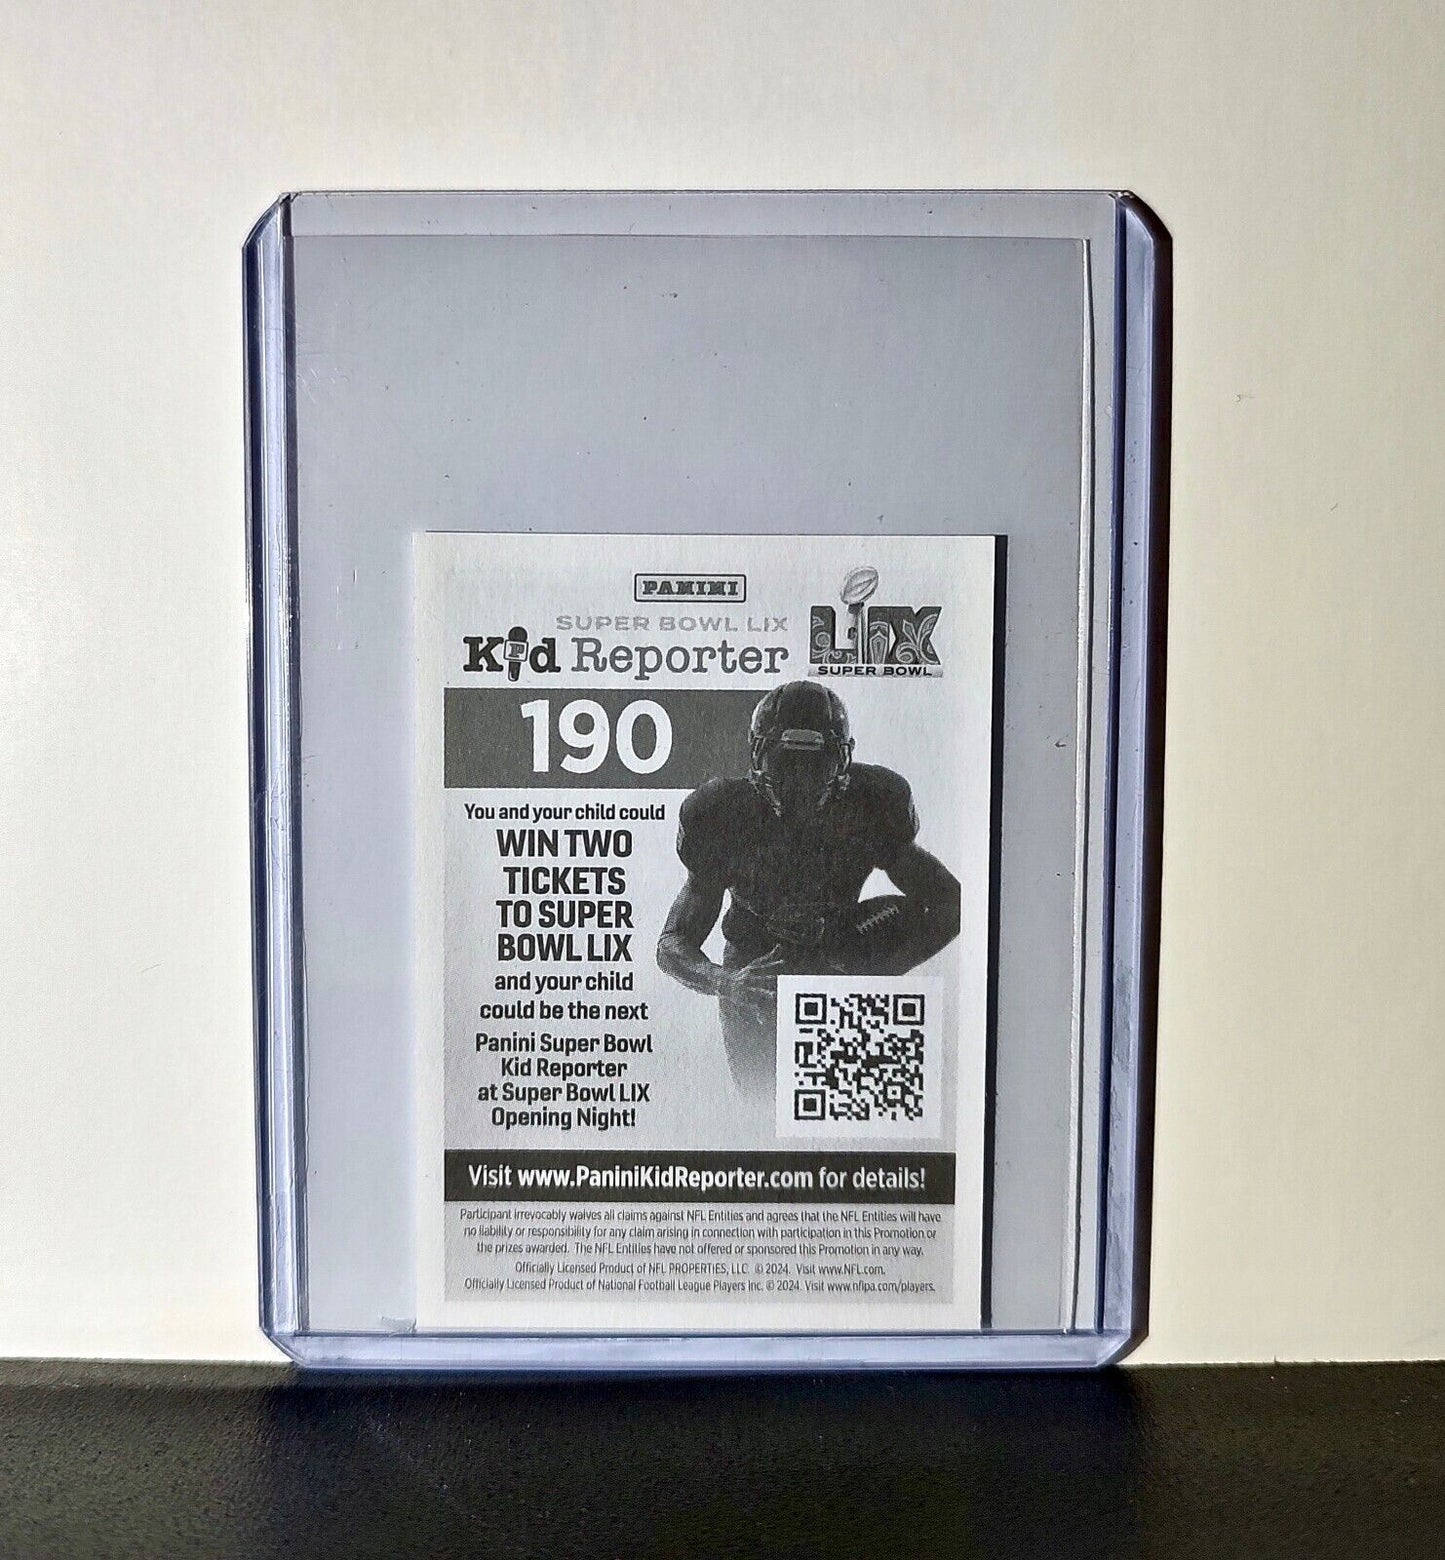 PANINI
SUPER BOWL LIX
Kid Reporter
LIX
SUPER BOWL
190
You and your child could
WIN TWO
TICKETS
TO SUPER
BOWL LIX
and your child
could be the next
Panini Super Bowl
Kid Reporter
at Super Bowl LIX
Opening Night!
Visit www.PaniniKidReporter.com for details!
Participant irrevocably waives all claims against NFL Entities and agrees that the NFL Entities will have
no liability or responsibility for any claim arising in connection with participation in this Promotion or
the prizes awarded. The NFL Entities have not offered or sponsored this Promotion in any way.
Officially Licensed Product of NFL PROPERTIES, LLC. © 2024. Visit www.NFL.com.
Officially Licensed Product of National Football League Players Inc. © 2024. Visit www.nflpa.com/players.